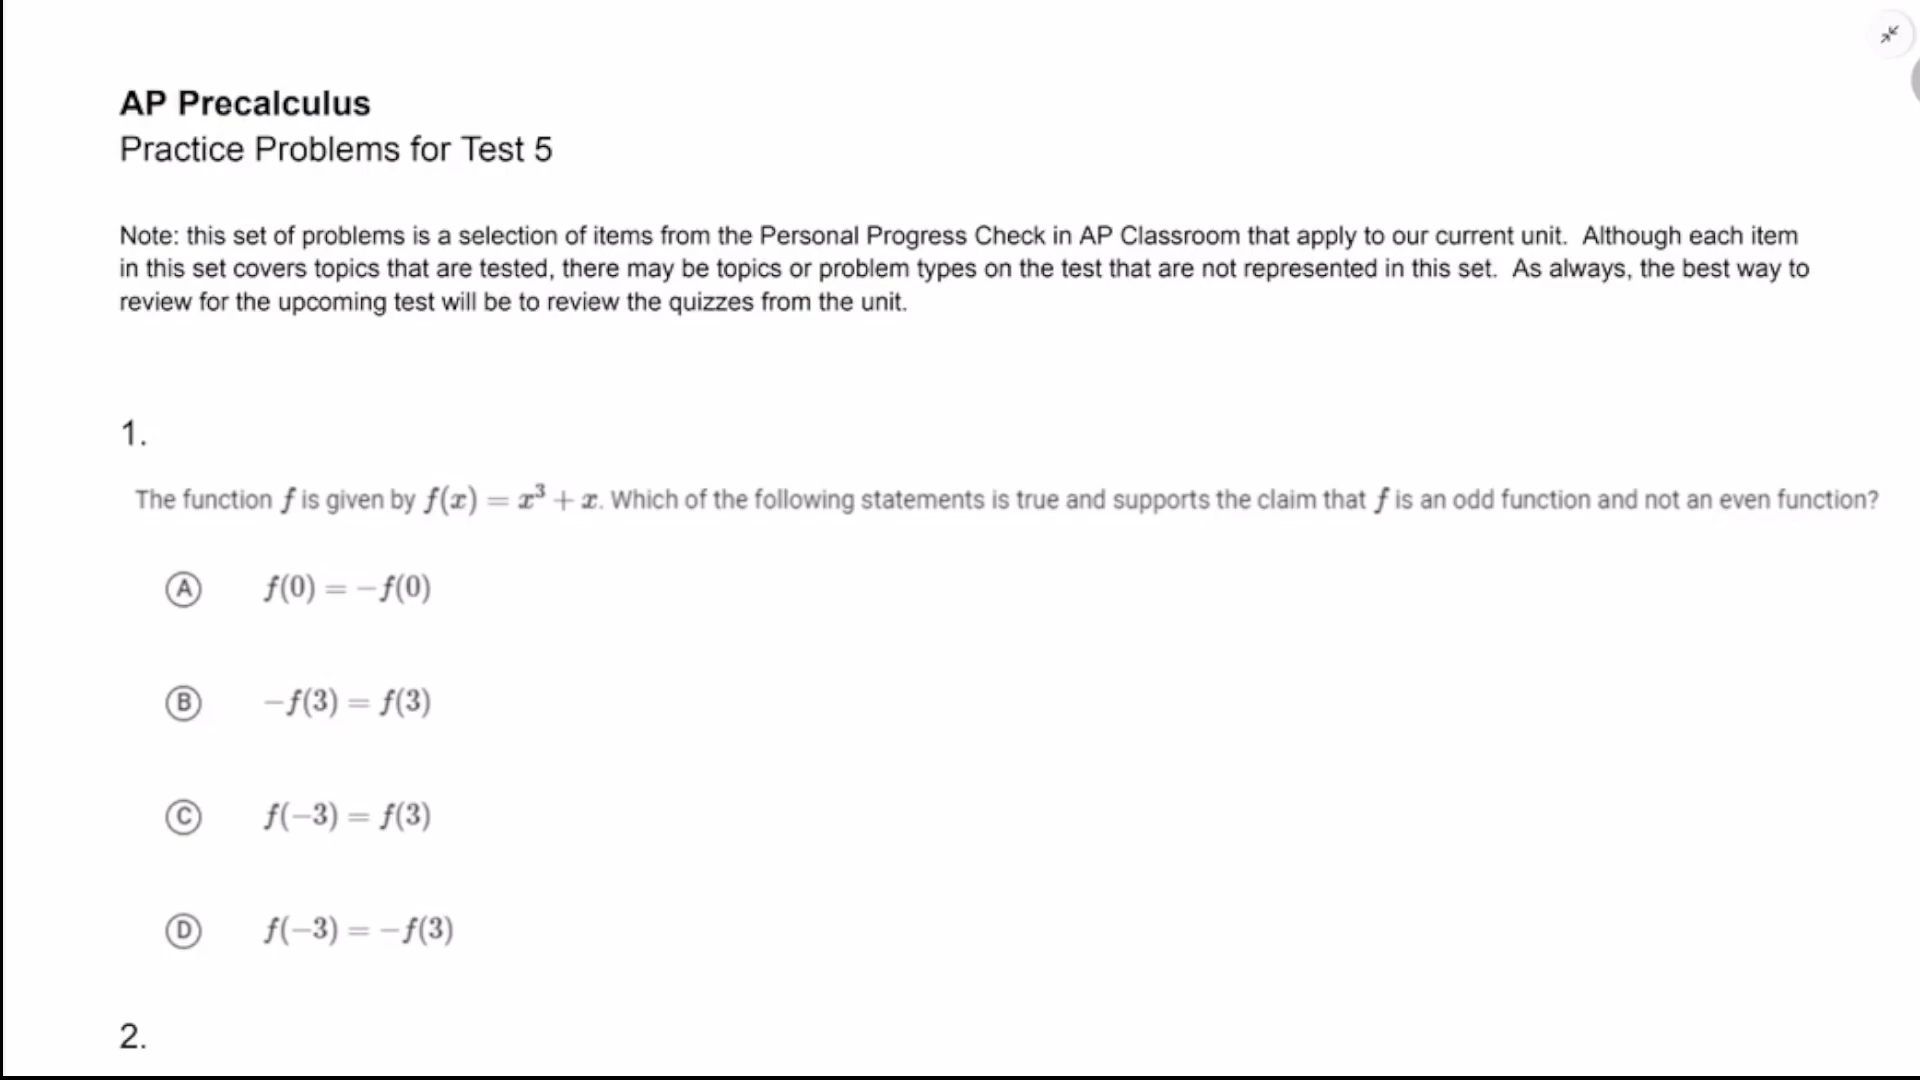 AP Precalculus
Practice Problems for Test 5
Note: this set of problems is a selection of items from the Personal Progress Check in AP Classroom that apply to our current unit.  Although each item
in this set covers topics that are tested, there may be topics or problem types on the test that are not represented in this set.  As always, the best way to
review for the upcoming test will be to review the quizzes from the unit.
1.
The function f is given by f(x) = x³ + x. Which of the following statements is true and supports the claim that f is an odd function and not an even function?
Ⓐ f(0) = −f(0)
Ⓑ −f(3) = f(3)
Ⓒ f(−3) = f(3)
Ⓓ f(−3) = −f(3)
2.